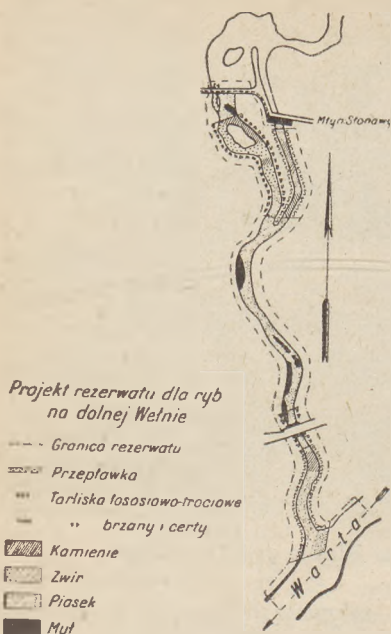 Młyn Słonawy
Projekt rezerwatu dla ryb
na dolnej Wełnie
Granica rezerwatu
Przepławka
Tarliska łososiowo-trociowe
" brzany i certy
Kamienie
Żwir
Piasek
Muł
Warta